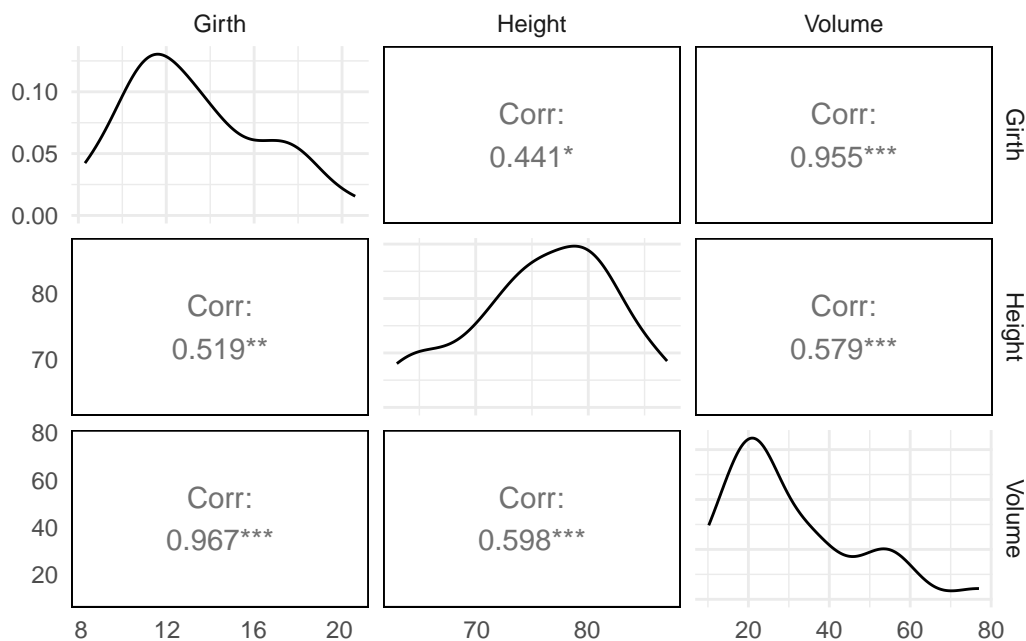 Girth Height Volume
0.10
0.05
0.00
Corr:
0.441*
Corr:
0.955***
Girth
80
70
Corr:
0.519**
Corr:
0.579***
Height
80
60
40
20
Corr:
0.967***
Corr:
0.598***
Volume
8 12 16 20 70 80 20 40 60 80